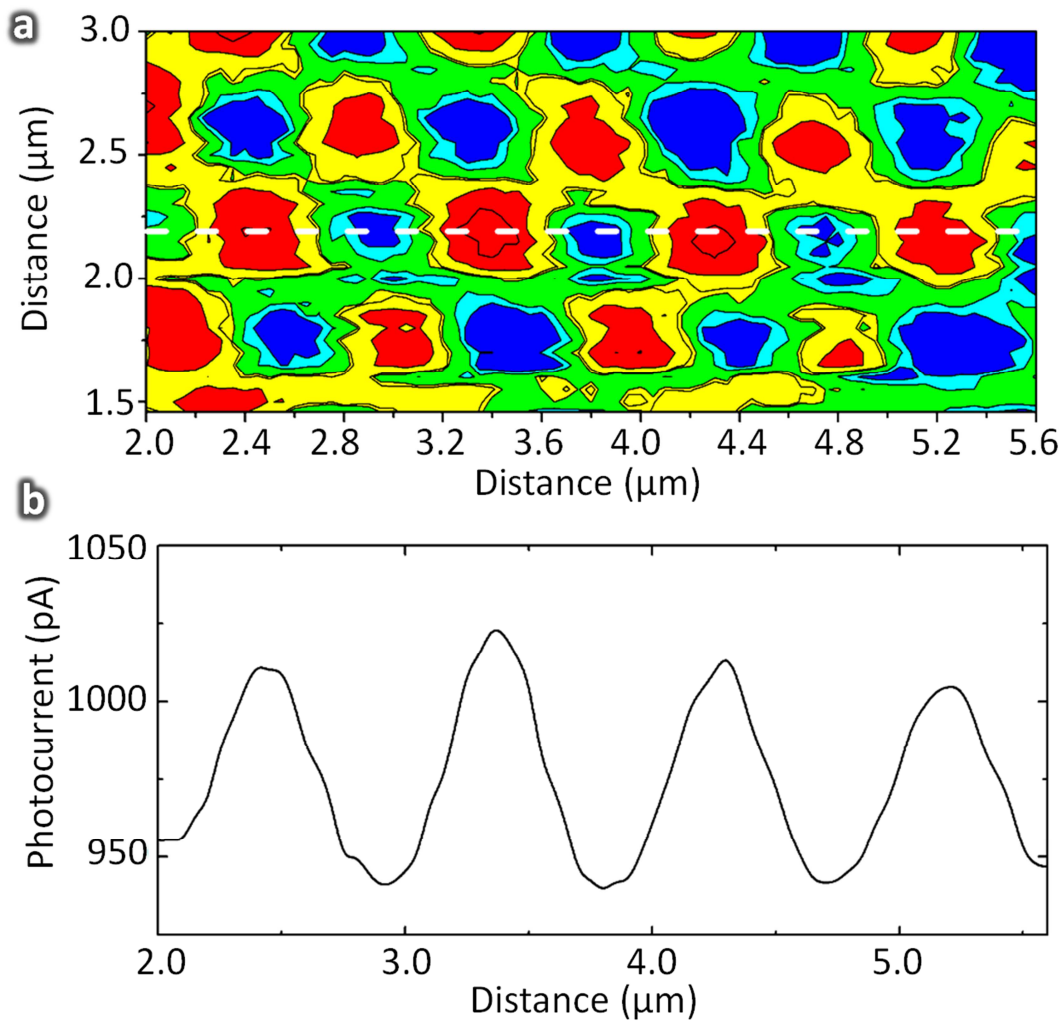 a
3.0
2.5
2.0
1.5
Distance (µm)
2.0 2.4 2.8 3.2 3.6 4.0 4.4 4.8 5.2 5.6
Distance (µm)
b
1050
1000
950
Photocurrent (pA)
2.0 3.0 4.0 5.0
Distance (µm)